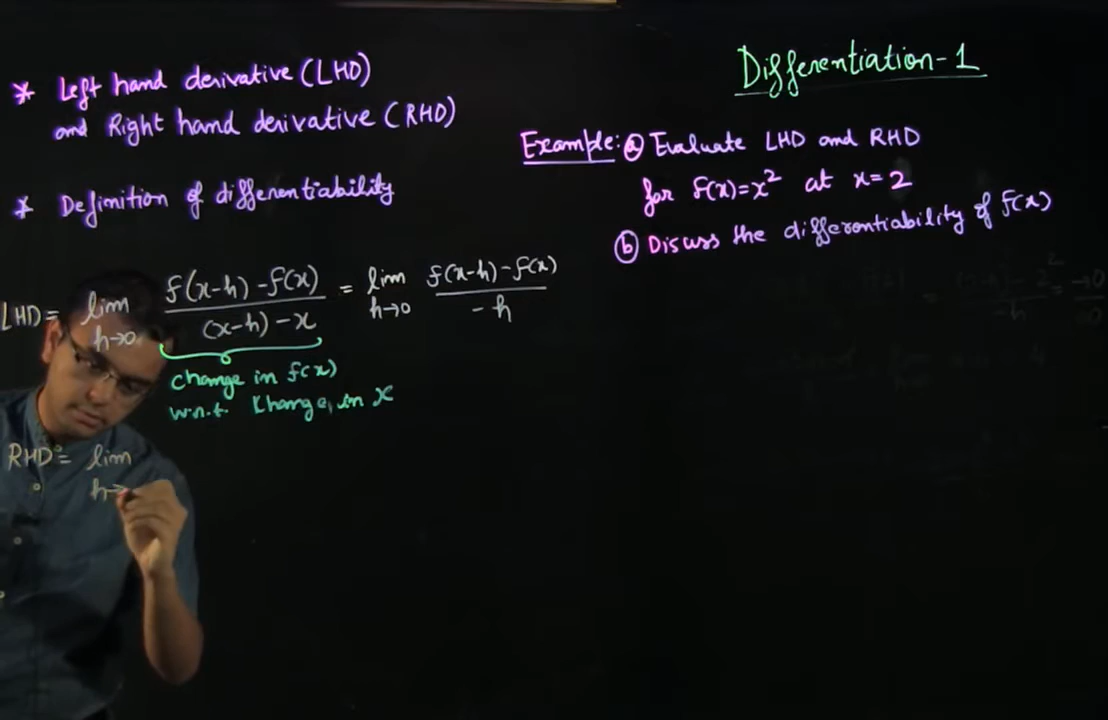 * Left hand derivative (LHD)
and Right hand derivative (RHD)
* Definition of differentiability
LHD = lim h→0 f(x-h) - f(x) / (x-h) - x = lim h→0 f(x-h) - f(x) / -h
change in f(x)
w.r.t. change in x
RHD = lim
h→
Differentiation-1
Example: ⓐ Evaluate LHD and RHD
for f(x)=x² at x=2
ⓑ Discuss the differentiability of f(x)